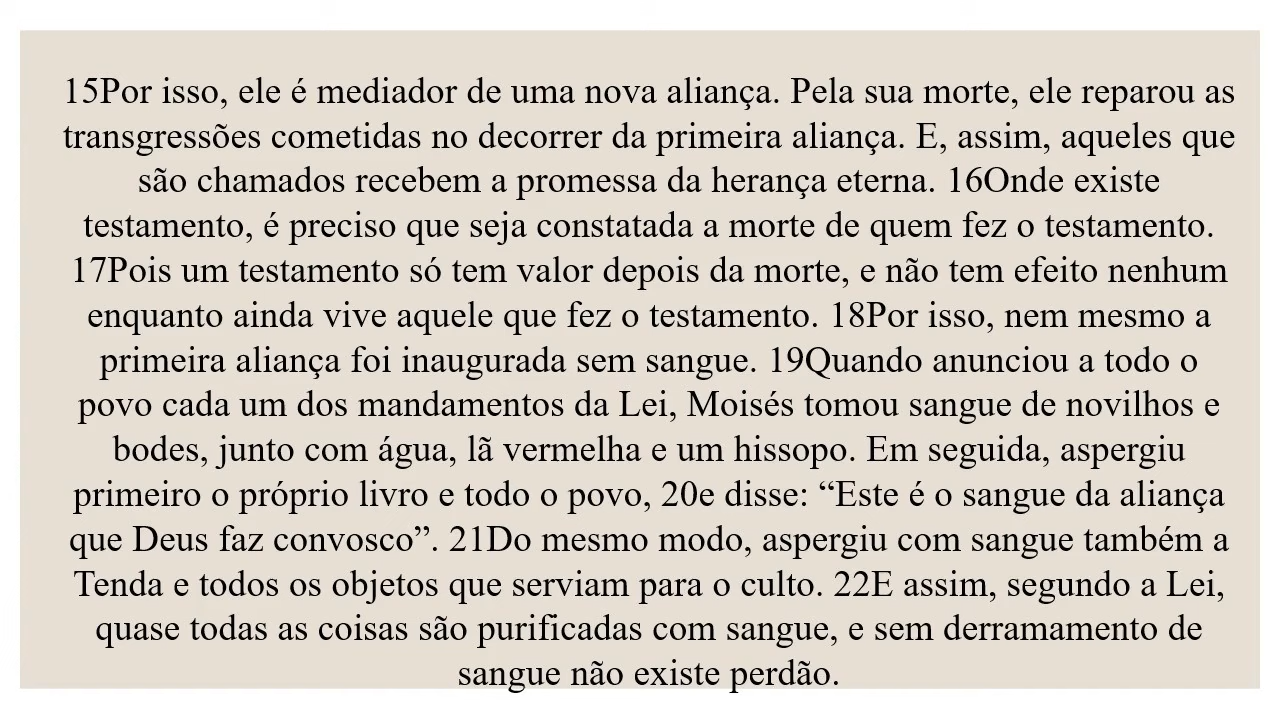 15Por isso, ele é mediador de uma nova aliança. Pela sua morte, ele reparou as
transgressões cometidas no decorrer da primeira aliança. E, assim, aqueles que
são chamados recebem a promessa da herança eterna. 16Onde existe
testamento, é preciso que seja constatada a morte de quem fez o testamento.
17Pois um testamento só tem valor depois da morte, e não tem efeito nenhum
enquanto ainda vive aquele que fez o testamento. 18Por isso, nem mesmo a
primeira aliança foi inaugurada sem sangue. 19Quando anunciou a todo o
povo cada um dos mandamentos da Lei, Moisés tomou sangue de novilhos e
bodes, junto com água, lã vermelha e um hissopo. Em seguida, aspergiu
primeiro o próprio livro e todo o povo, 20e disse: “Este é o sangue da aliança
que Deus faz convosco”. 21Do mesmo modo, aspergiu com sangue também a
Tenda e todos os objetos que serviam para o culto. 22E assim, segundo a Lei,
quase todas as coisas são purificadas com sangue, e sem derramamento de
sangue não existe perdão.